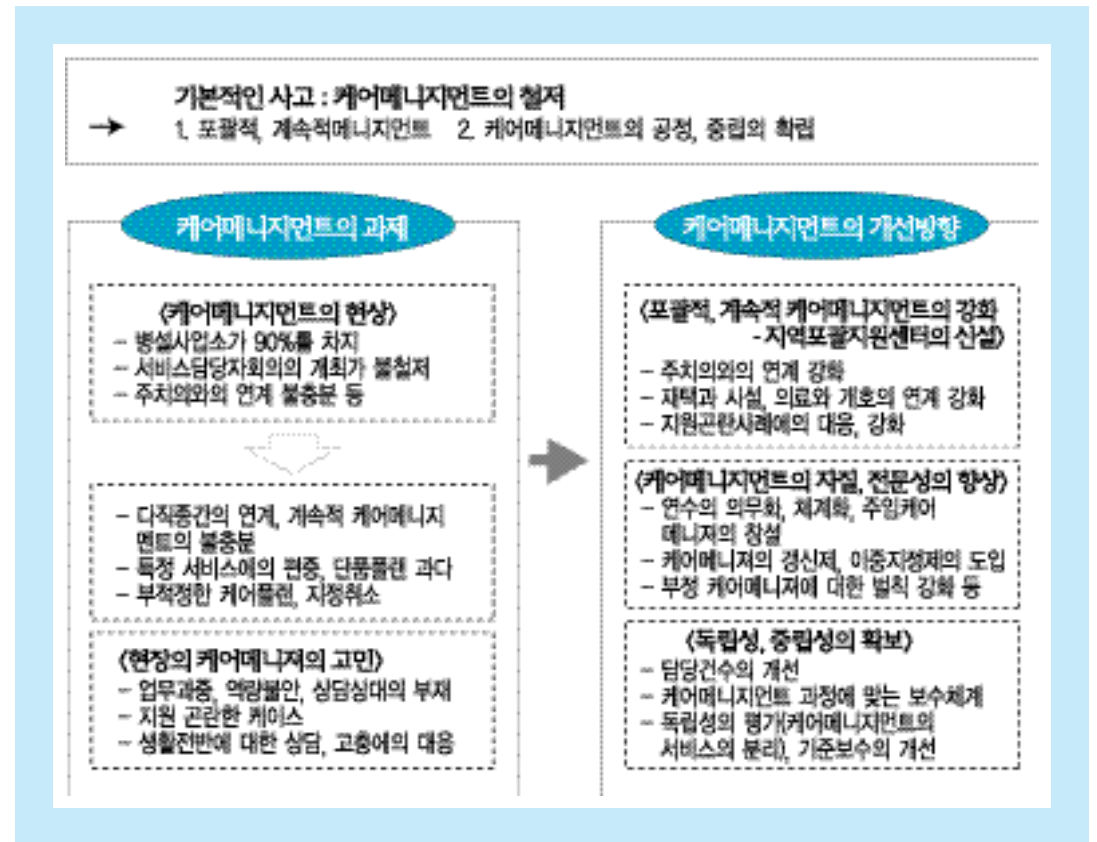 기본적인 사고 : 케어메니지먼트의 철저
→ 1. 포괄적, 계속적메니지먼트 2. 케어메니지먼트의 공정, 중립의 확립
케어메니지먼트의 과제
〈케어메니지먼트의 현상〉
- 병설사업소가 90%를 차지
- 서비스담당자회의의 개최가 불철저
- 주치의와의 연계 불충분 등
- 다직종간의 연계, 계속적 케어메니지
멘트의 불충분
- 특정 서비스에의 편중, 단품플렌 과다
- 부적정한 케어플렌, 지정취소
〈현장의 케어메니져의 고민〉
- 업무과중, 역량불안, 상담상대의 부재
- 지원 곤란한 케이스
- 생활전반에 대한 상담, 고충에의 대응
케어메니지먼트의 개선방향
〈포괄적, 계속적 케어메니지먼트의 강화
- 지역포괄지원센터의 신설〉
- 주치의와의 연계 강화
- 재택과 시설, 의료와 개호의 연계 강화
- 지원곤란사례에의 대응, 강화
〈케어메니지먼트의 자질, 전문성의 향상〉
- 연수의 의무화, 체계화, 주임케어
메니져의 창설
- 케어메니져의 갱신제, 이중지정제의 도입
- 부정 케어메니져에 대한 벌칙 강화 등
〈독립성, 중립성의 확보〉
- 담당건수의 개선
- 케어메니지먼트 과정에 맞는 보수체계
- 독립성의 평가(케어메니지먼트의
서비스의 분리), 기준보수의 개선